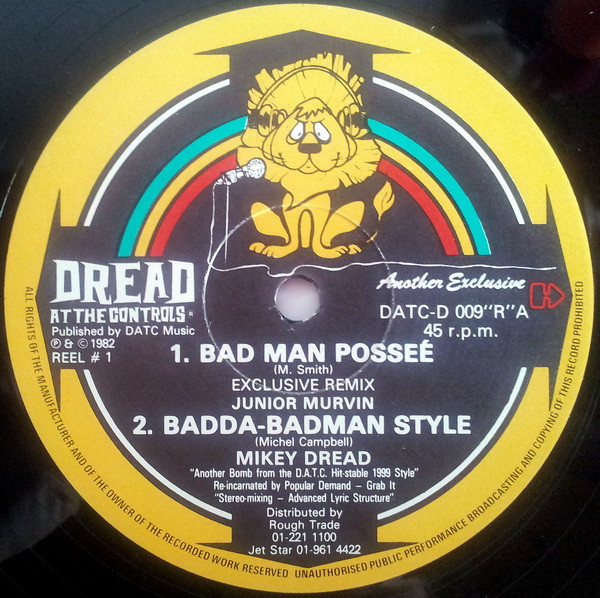 DREAD
AT THE CONTROLS
Published by DATC Music
℗ & © 1982
REEL # 1
Another Exclusive
DATC-D 009"R"A
45 r.p.m.
1. BAD MAN POSSEÉ
(M. Smith)
EXCLUSIVE REMIX
JUNIOR MURVIN
2. BADDA-BADMAN STYLE
(Michel Campbell)
MIKEY DREAD
"Another Bomb from the D.A.T.C. Hit-stable 1999 Style"
Re-incarnated by Popular Demand – Grab It
"Stereo-mixing – Advanced Lyric Structure"
Distributed by
Rough Trade
01-221 1100
Jet Star 01-961 4422
ALL RIGHTS OF THE MANUFACTURER AND OF THE OWNER OF THE RECORDED WORK RESERVED UNAUTHORISED PUBLIC PERFORMANCE BROADCASTING AND COPYING OF THIS RECORD PROHIBITED